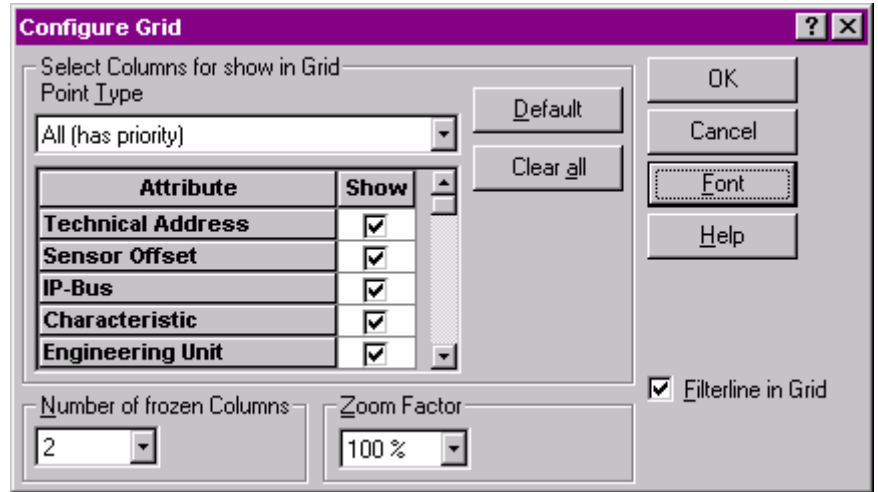 Configure Grid
Select Columns for show in Grid
Point Type
All (has priority)
Default
Clear all
OK
Cancel
Font
Help
Attribute Show
Technical Address
Sensor Offset
IP-Bus
Characteristic
Engineering Unit
Filterline in Grid
Number of frozen Columns
2
Zoom Factor
100 %